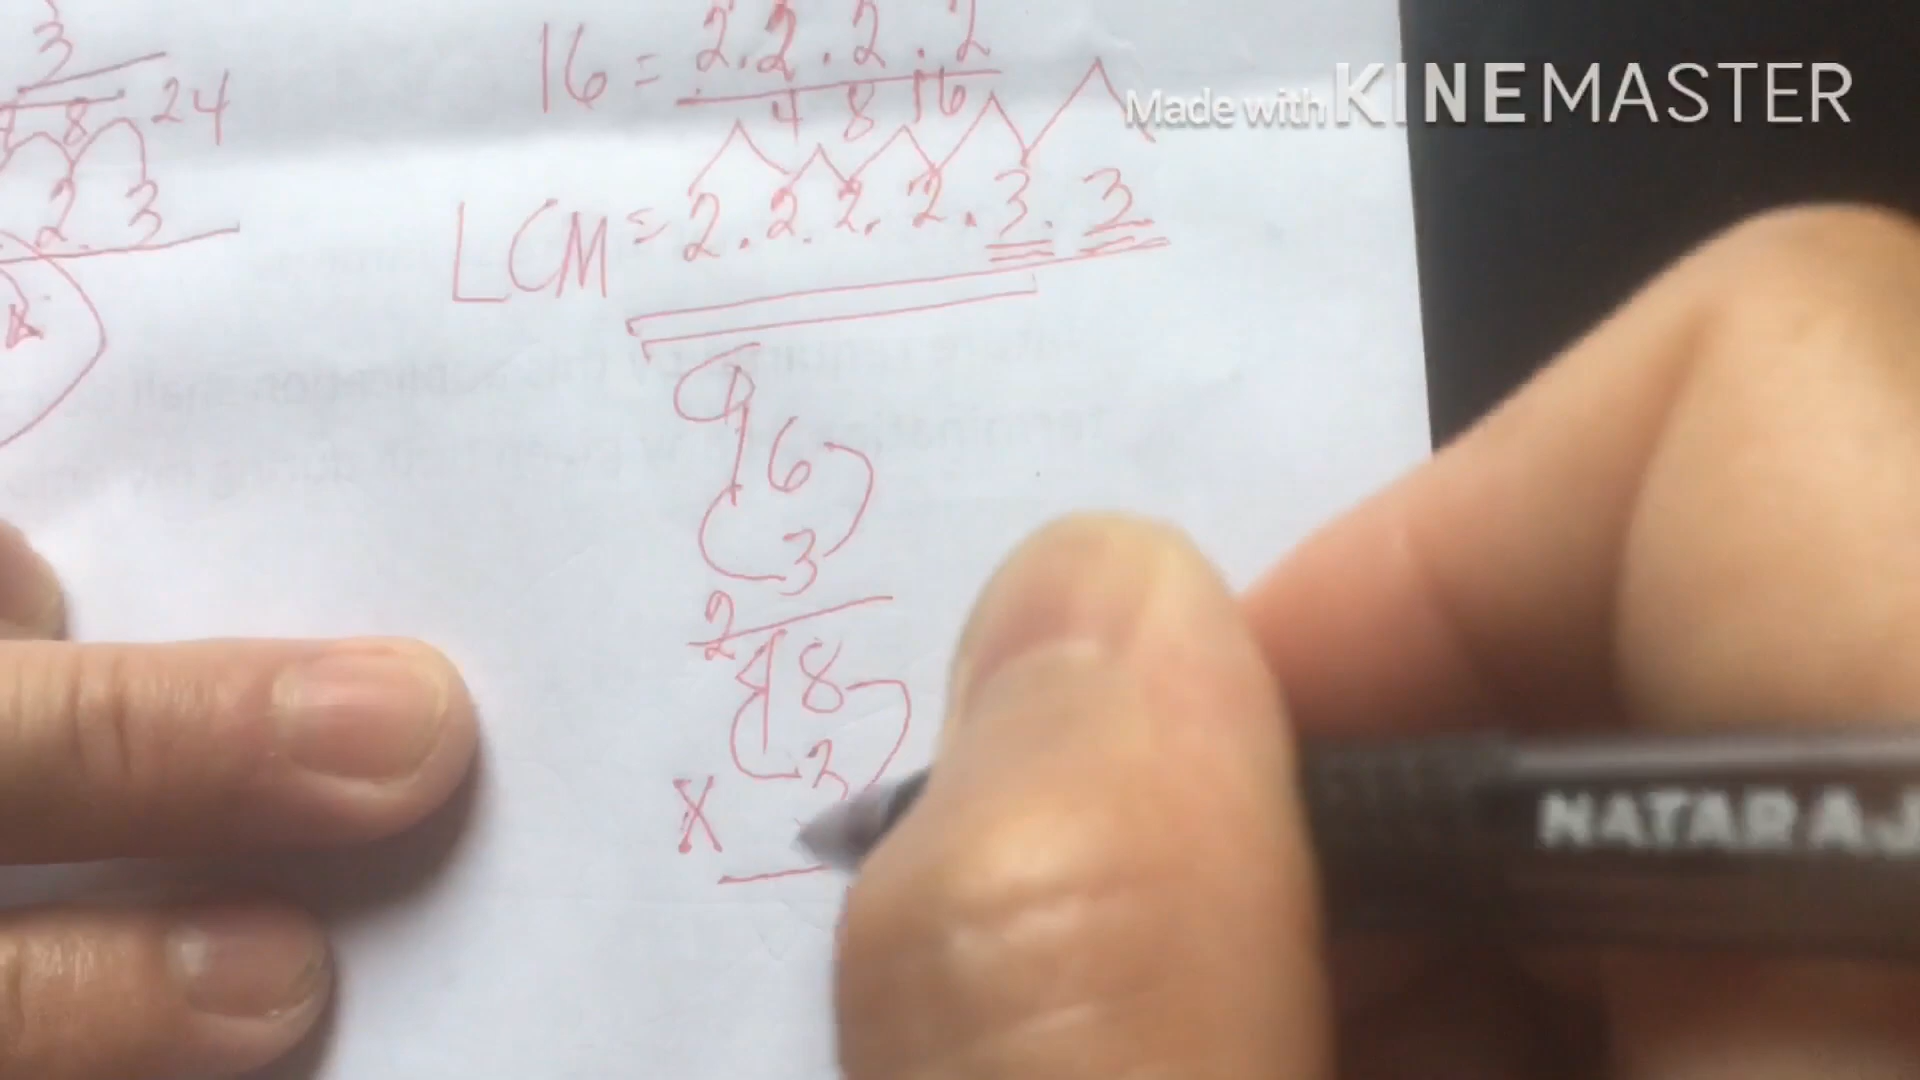 3
8 24
2 . 3
16 = 2 . 2 . 2 . 2
4 8 16
LCM = 2 . 2 . 2 . 2 . 3 . 3
16
3
2
48
3
X
Made with KINEMASTER
NATARAJ